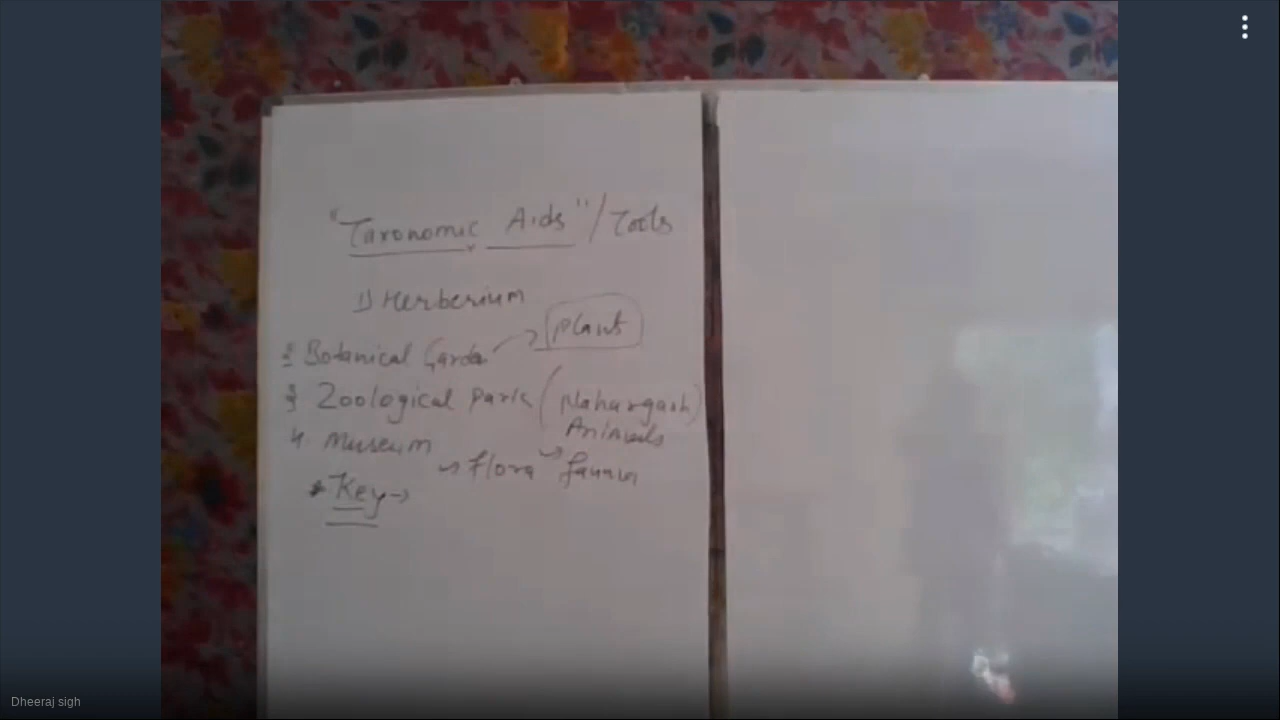 "Taxonomic Aids" / Tools
1) Herberium
2 Botanical Garden → Plant
3 Zoological Park (Nahargarh)
Animals
4. Museum
→ Flora → fauna
* Key →
Dheeraj sigh